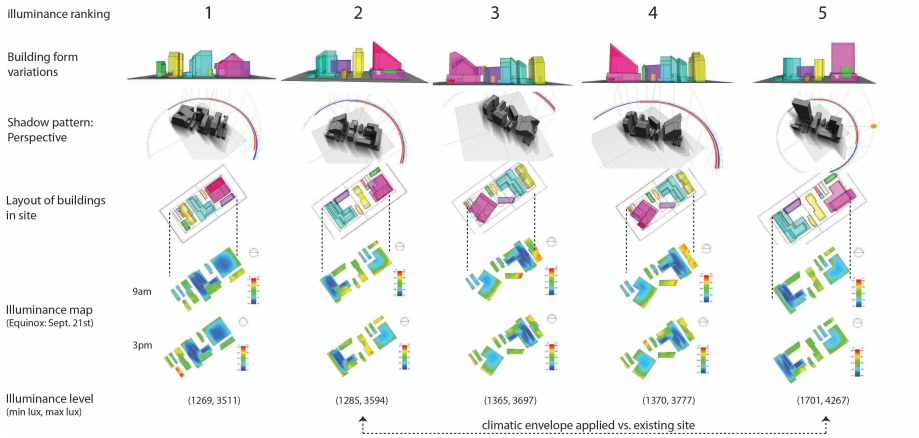 illuminance ranking 1 2 3 4 5
Building form
variations
Shadow pattern:
Perspective
Layout of buildings
in site
9am
Illuminance map
(Equinox: Sept. 21st)
3pm
Illuminance level (1269, 3511) (1285, 3594) (1365, 3697) (1370, 3777) (1701, 4267)
(min lux, max lux)
climatic envelope applied vs. existing site